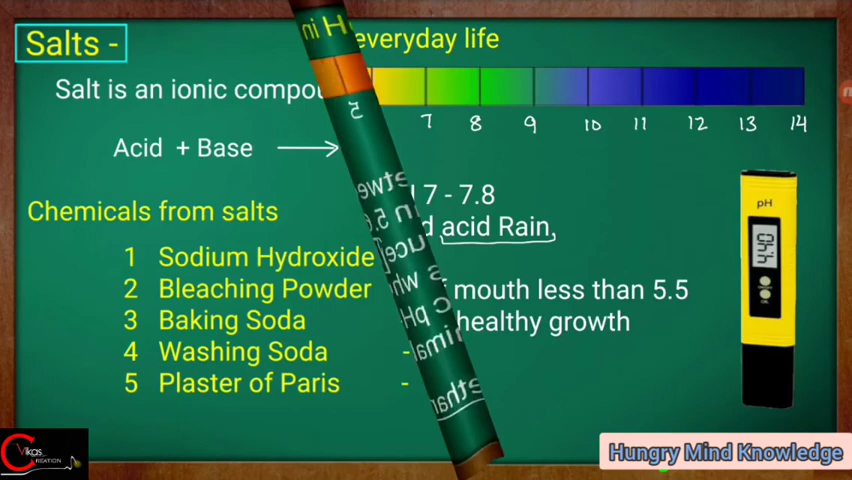 Salts -
Salt is an ionic compou
Acid + Base
Chemicals from salts
1 Sodium Hydroxide
2 Bleaching Powder
3 Baking Soda
4 Washing Soda -
5 Plaster of Paris -
everyday life
7 8 9 10 11 12 13 14
7 - 7.8
acid Rain,
mouth less than 5.5
healthy growth
pH
Vikas
CREATION
Hungry Mind Knowledge